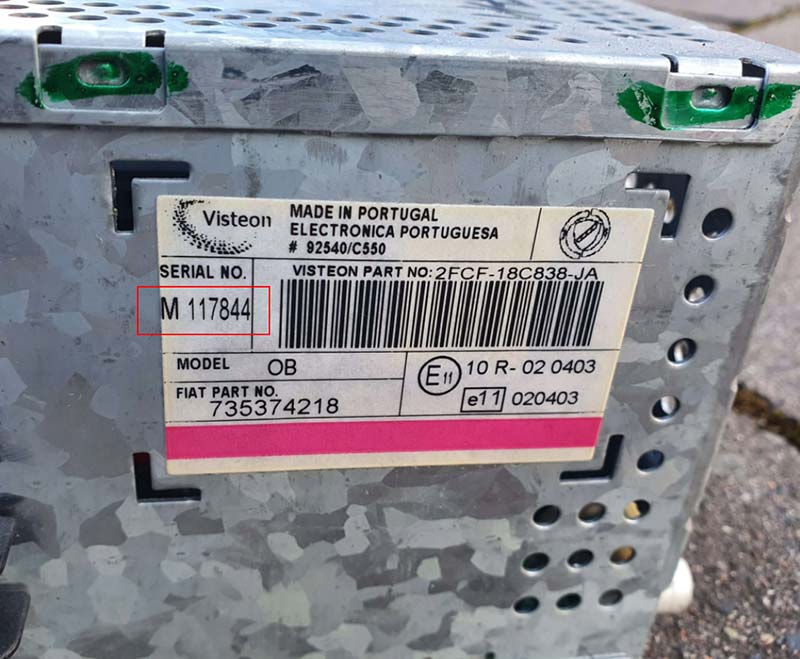 Visteon
MADE IN PORTUGAL
ELECTRONICA PORTUGUESA
# 92540/C550
SERIAL NO.
VISTEON PART NO: 2FCF-18C838-JA
M 117844
MODEL OB
E11 10 R- 02 0403
FIAT PART NO.
735374218
e11 020403